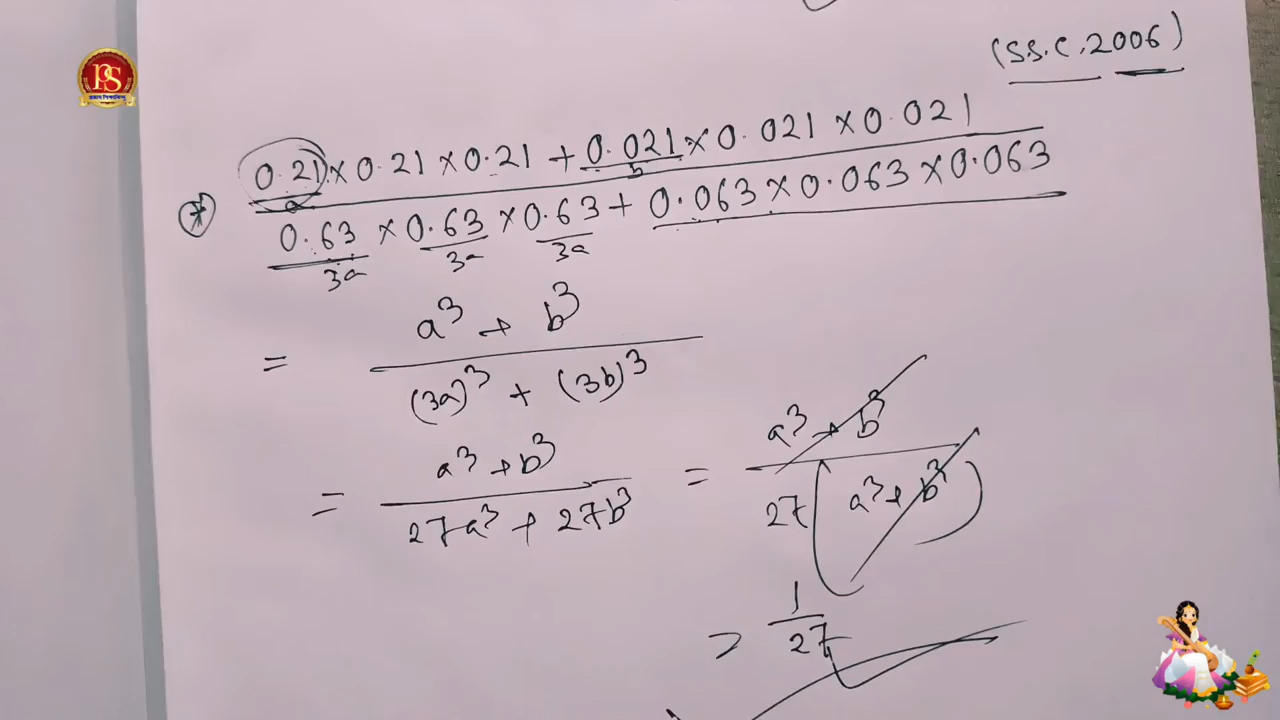 (S.S.C, 2006)
PS
0.21 × 0.21 × 0.21 + 0.021 × 0.021 × 0.021
a b
0.63 × 0.63 × 0.63 + 0.063 × 0.063 × 0.063
3a 3a 3a
= a³ + b³
(3a)³ + (3b)³
= a³ + b³ = a³ + b³
27a³ + 27b³ 27(a³ + b³)
> 1
27